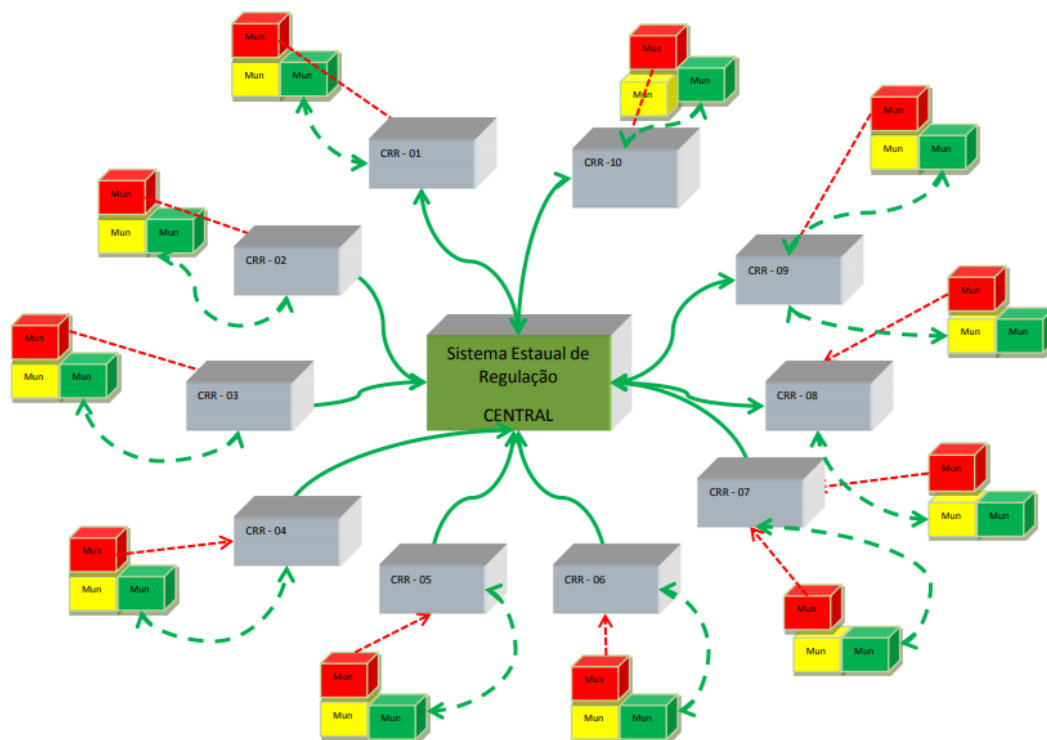 Mun
Mun
Mun
Mun
Mun
Mun
CRR - 01
CRR -10
Mun
Mun
Mun
Mun
Mun
Mun
CRR - 02
CRR - 09
Mun
Mun
Mun
Mun
Mun
Mun
CRR - 03
Sistema Estaual de
Regulação
CENTRAL
CRR - 08
Mun
Mun
Mun
CRR - 07
CRR - 04
Mun
Mun
Mun
CRR - 05
CRR - 06
Mun
Mun
Mun
Mun
Mun
Mun
Mun
Mun
Mun